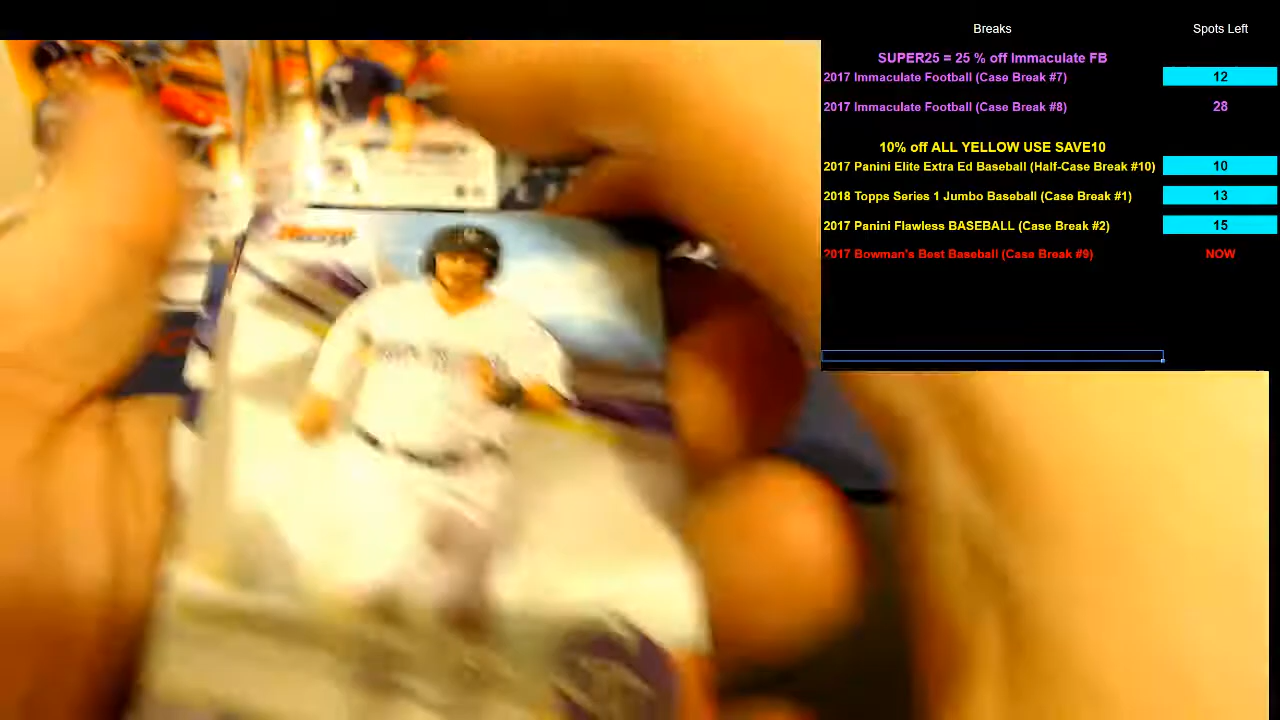 Breaks Spots Left
SUPER25 = 25 % off Immaculate FB
2017 Immaculate Football (Case Break #7) 12
2017 Immaculate Football (Case Break #8) 28
10% off ALL YELLOW USE SAVE10
2017 Panini Elite Extra Ed Baseball (Half-Case Break #10) 10
2018 Topps Series 1 Jumbo Baseball (Case Break #1) 13
2017 Panini Flawless BASEBALL (Case Break #2) 15
2017 Bowman's Best Baseball (Case Break #9) NOW